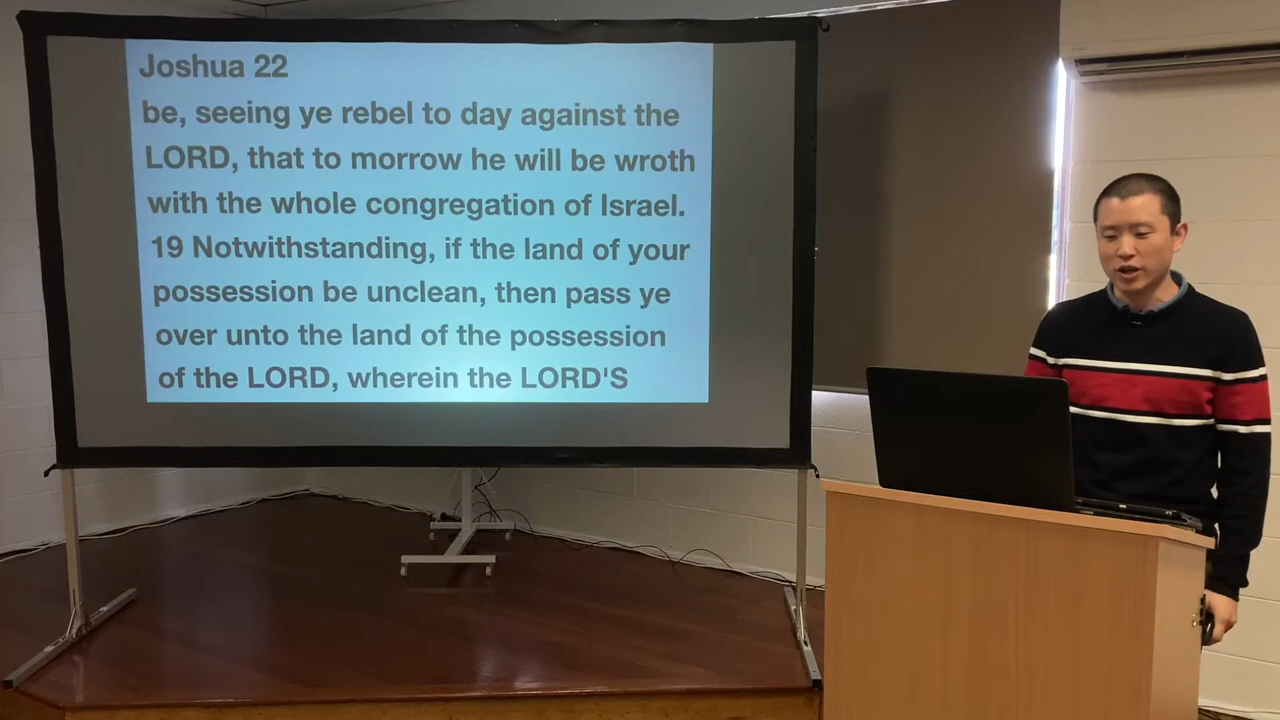 Joshua 22
be, seeing ye rebel to day against the
LORD, that to morrow he will be wroth
with the whole congregation of Israel.
19 Notwithstanding, if the land of your
possession be unclean, then pass ye
over unto the land of the possession
of the LORD, wherein the LORD'S